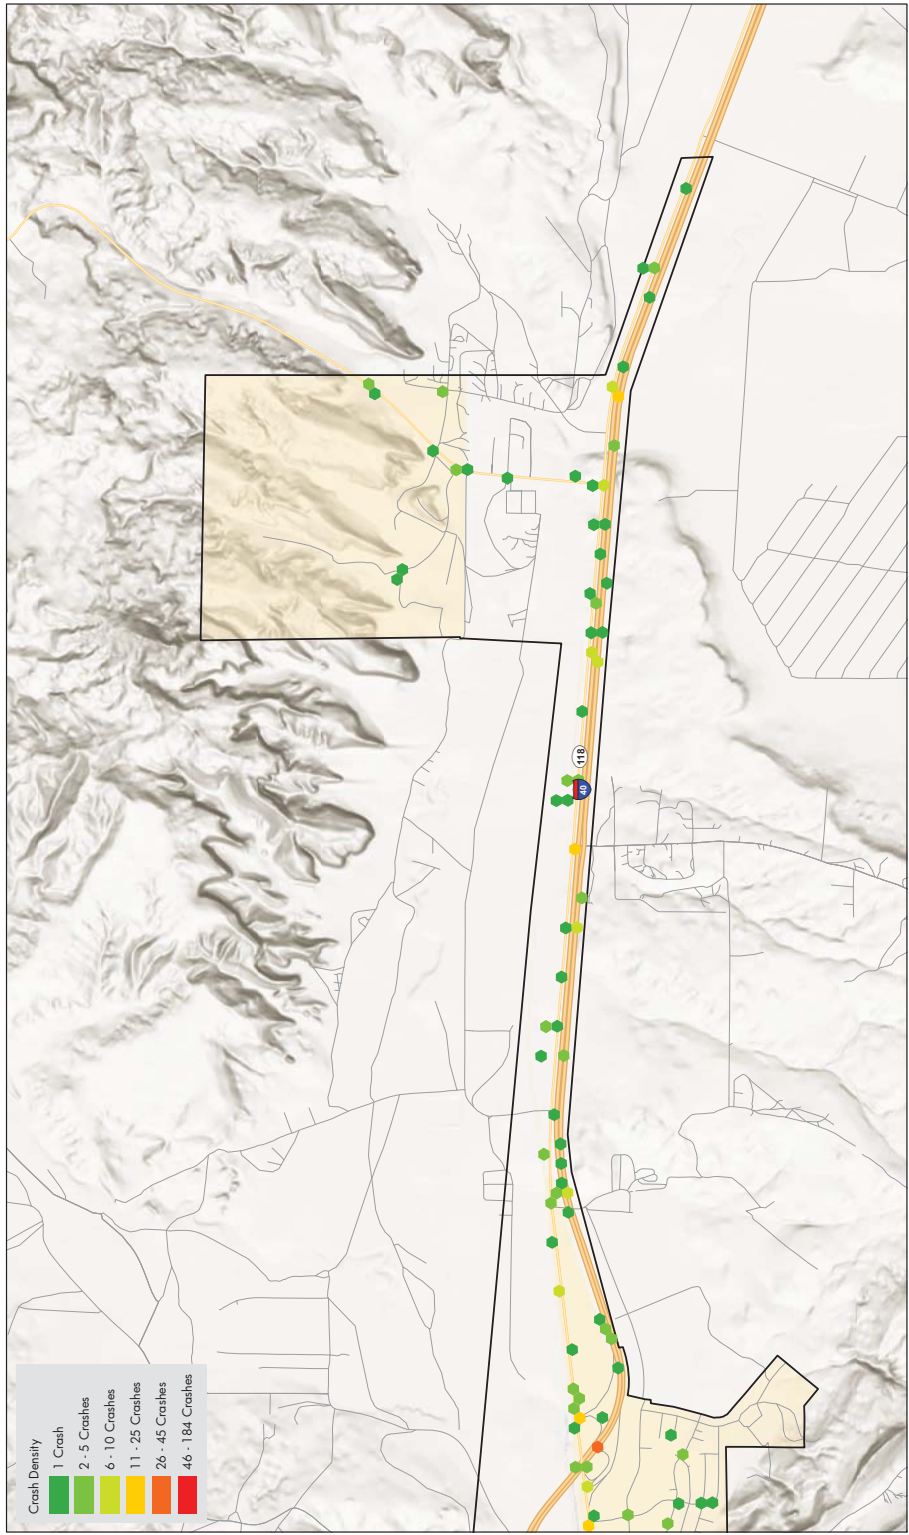 Crash Density
1 Crash
2 - 5 Crashes
6 - 10 Crashes
11 - 25 Crashes
26 - 45 Crashes
46 - 184 Crashes
118
40